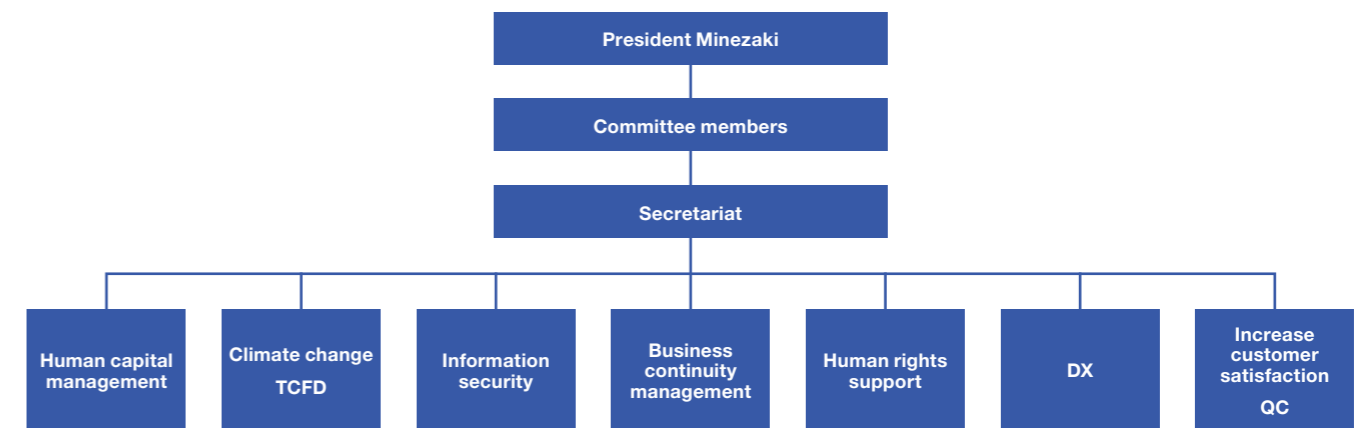 President Minezaki
Committee members
Secretariat
Human capital
management
Climate change
TCFD
Information
security
Business
continuity
management
Human rights
support
DX
Increase
customer
satisfaction
QC